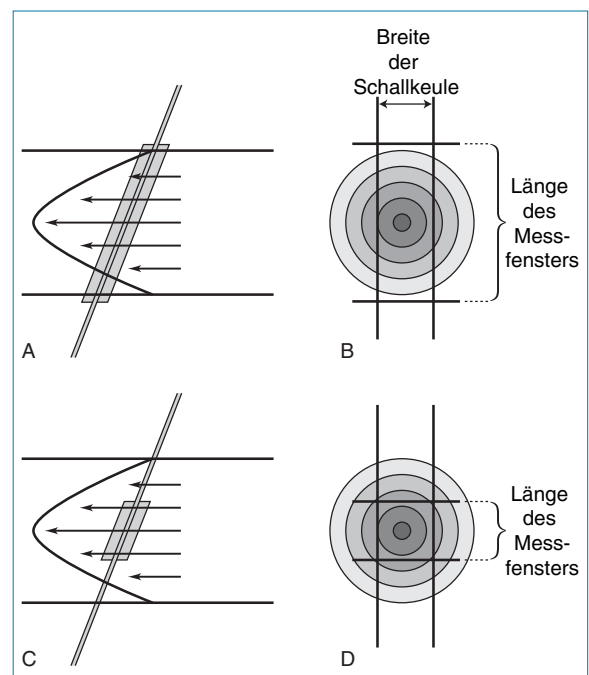 Breite
der
Schallkeule
Länge
des
Mess-
fensters
A
B
Länge
des
Mess-
fensters
C
D